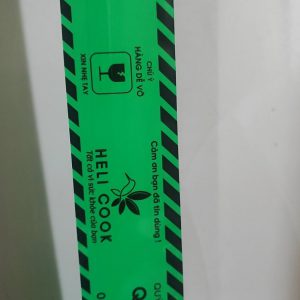 CHÚ Ý
HÀNG DỄ VỠ
XIN NHẸ TAY
Cảm ơn bạn đã tin dùng !
HELI COOK
Tất cả vì sức khỏe của bạn